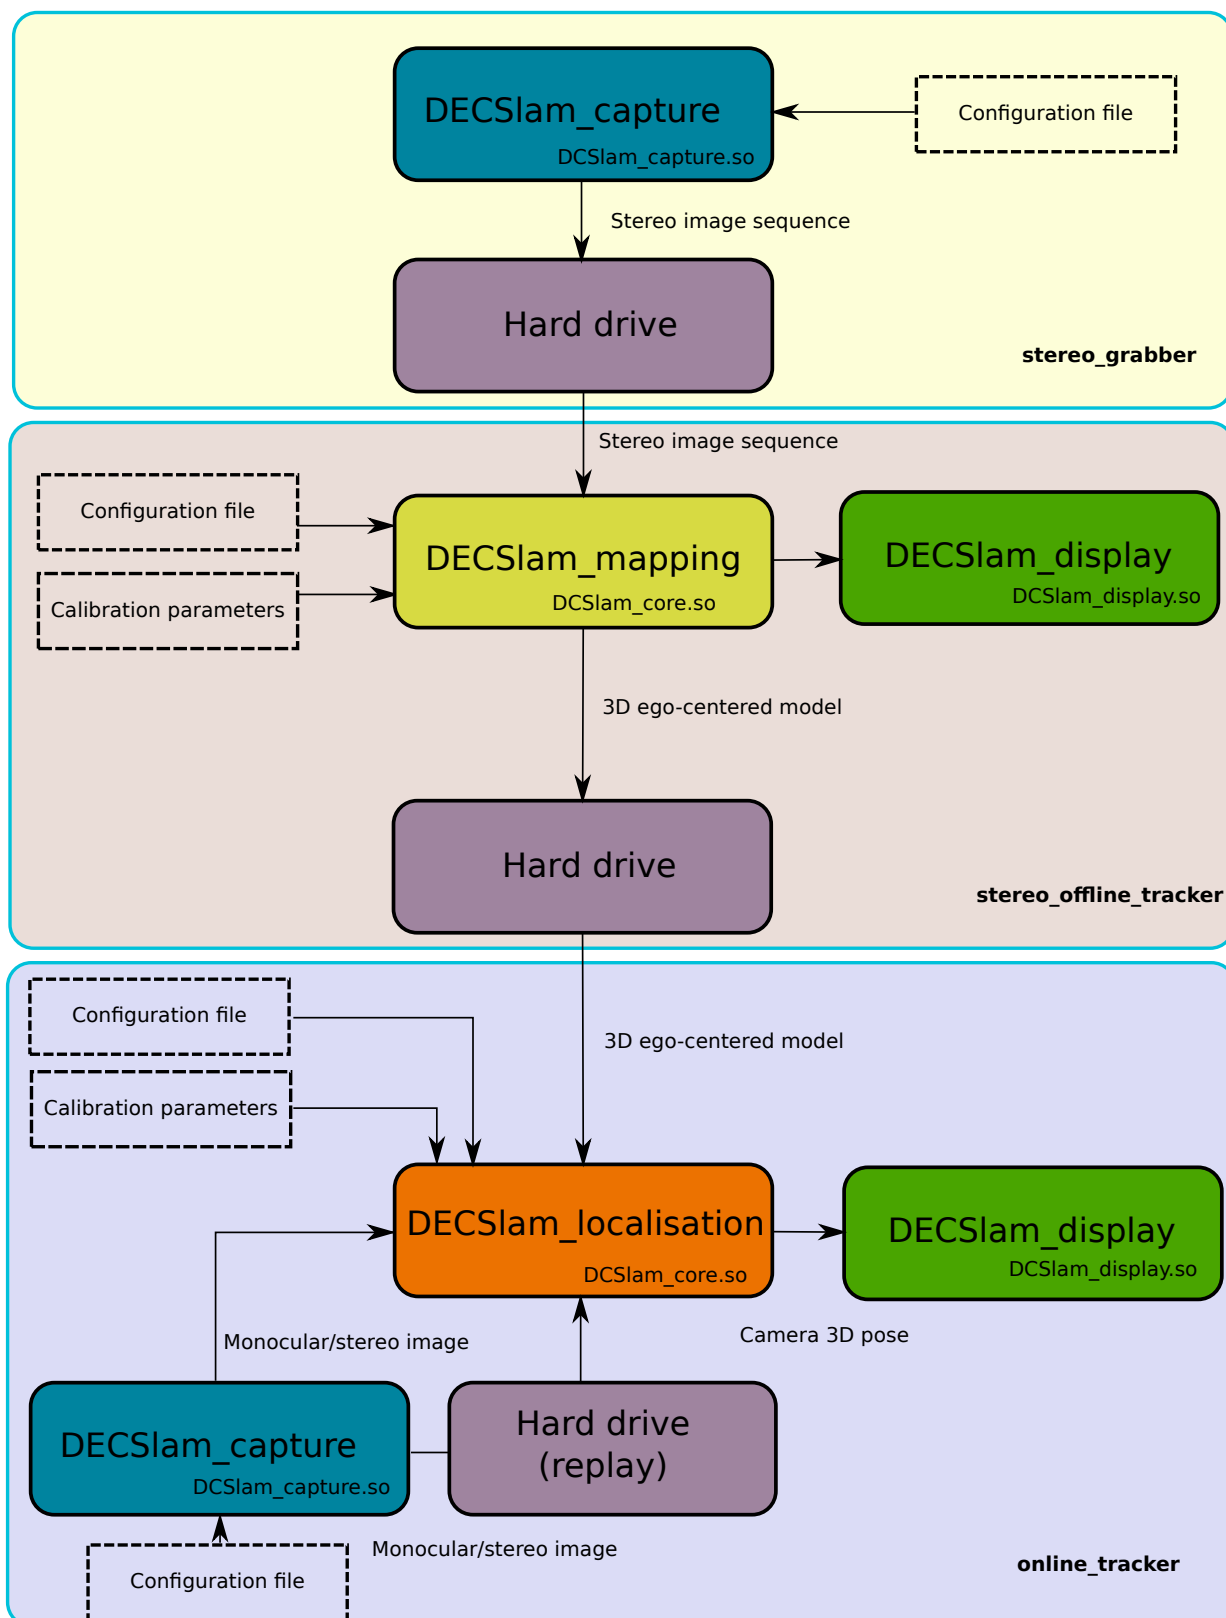 DECSlam_capture
DCSlam_capture.so
Configuration file
Stereo image sequence
Hard drive
stereo_grabber
Stereo image sequence
Configuration file
Calibration parameters
DECSlam_mapping
DCSlam_core.so
DECSlam_display
DCSlam_display.so
3D ego-centered model
Hard drive
stereo_offline_tracker
Configuration file
Calibration parameters
3D ego-centered model
DECSlam_localisation
DCSlam_core.so
DECSlam_display
DCSlam_display.so
Monocular/stereo image
Camera 3D pose
DECSlam_capture
DCSlam_capture.so
Hard drive
(replay)
Monocular/stereo image
Configuration file
online_tracker